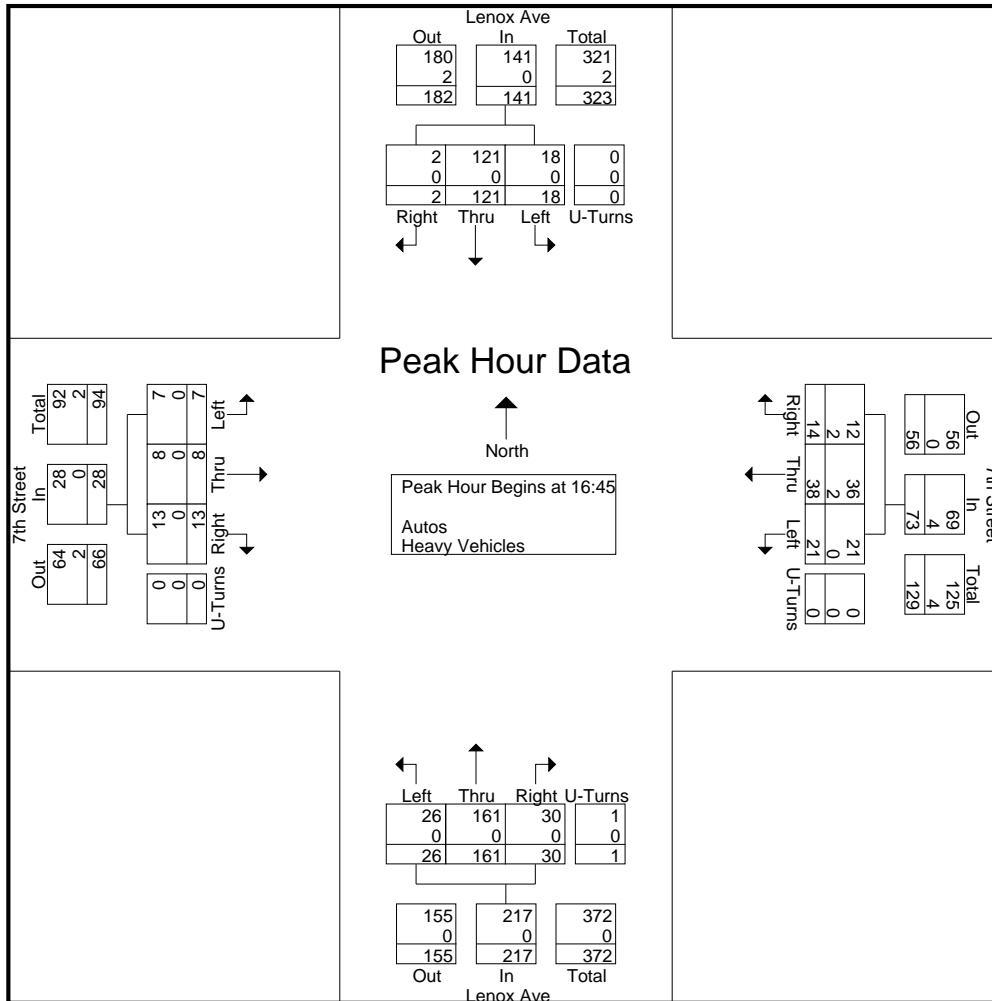 Lenox Ave
Out In Total
180 141 321
2 0 2
182 141 323
2 121 18 0
0 0 0 0
2 121 18 0
Right Thru Left U-Turns
Peak Hour Data
North
Peak Hour Begins at 16:45
Autos
Heavy Vehicles
7th Street
Total In Out
92 28 64
2 0 2
94 28 66
7 8 13 0
0 0 0 0
7 8 13 0
Left Thru Right U-Turns
7th Street
Out In Total
56 69 125
0 4 4
56 73 129
12 36 21 0
2 2 0 0
14 38 21 0
Right Thru Left U-Turns
Left Thru Right U-Turns
26 161 30 1
0 0 0 0
26 161 30 1
155 217 372
0 0 0
155 217 372
Out In Total
Lenox Ave